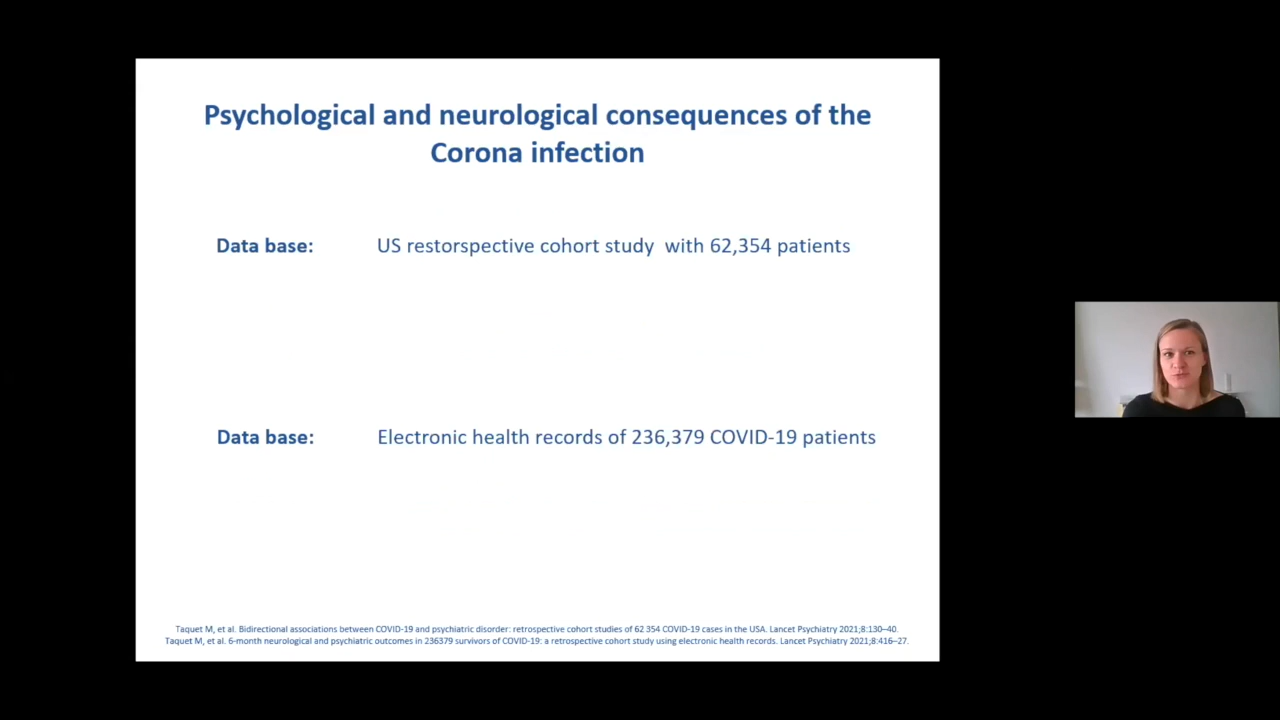 Psychological and neurological consequences of the
Corona infection
Data base: US restorspective cohort study with 62,354 patients
Data base: Electronic health records of 236,379 COVID-19 patients
Taquet M, et al. Bidirectional associations between COVID-19 and psychiatric disorder: retrospective cohort studies of 62 354 COVID-19 cases in the USA. Lancet Psychiatry 2021;8:130–40.
Taquet M, et al. 6-month neurological and psychiatric outcomes in 236379 survivors of COVID-19: a retrospective cohort study using electronic health records. Lancet Psychiatry 2021;8:416–27.